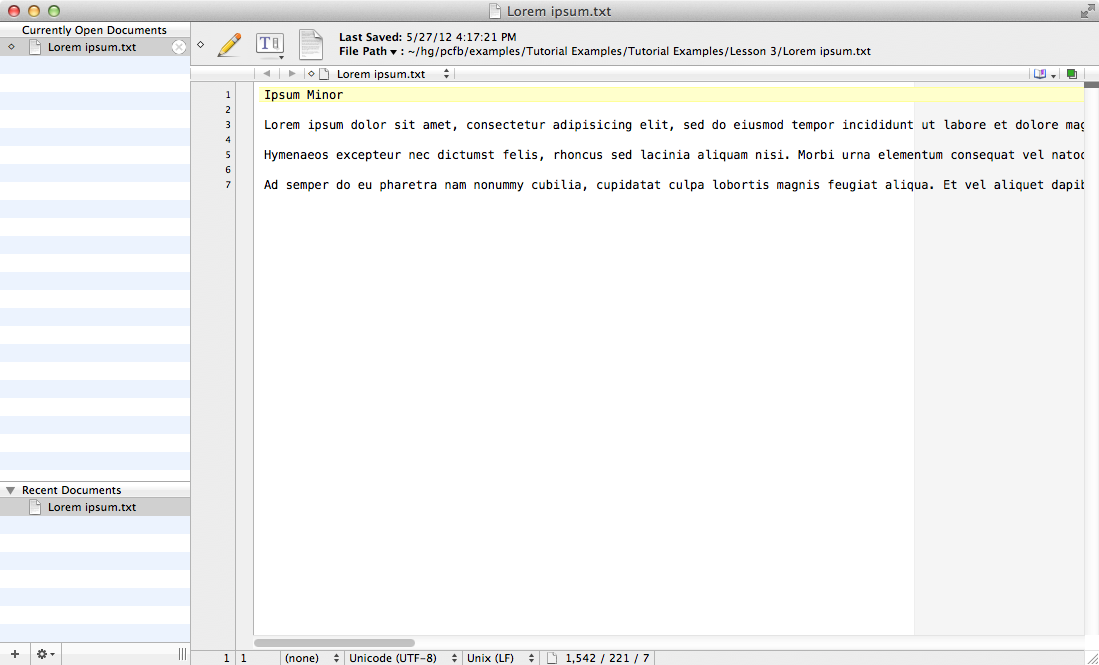 Lorem ipsum.txt
Currently Open Documents
Lorem ipsum.txt
Last Saved: 5/27/12 4:17:21 PM
File Path ▾ : ~/hg/pcfb/examples/Tutorial Examples/Tutorial Examples/Lesson 3/Lorem ipsum.txt
Lorem ipsum.txt
1 Ipsum Minor
2
3 Lorem ipsum dolor sit amet, consectetur adipisicing elit, sed do eiusmod tempor incididunt ut labore et dolore mag
4
5 Hymenaeos excepteur nec dictumst felis, rhoncus sed lacinia aliquam nisi. Morbi urna elementum consequat vel natoq
6
7 Ad semper do eu pharetra nam nonummy cubilia, cupidatat culpa lobortis magnis feugiat aliqua. Et vel aliquet dapib
Recent Documents
Lorem ipsum.txt
1 1 (none) Unicode (UTF-8) Unix (LF) 1,542 / 221 / 7